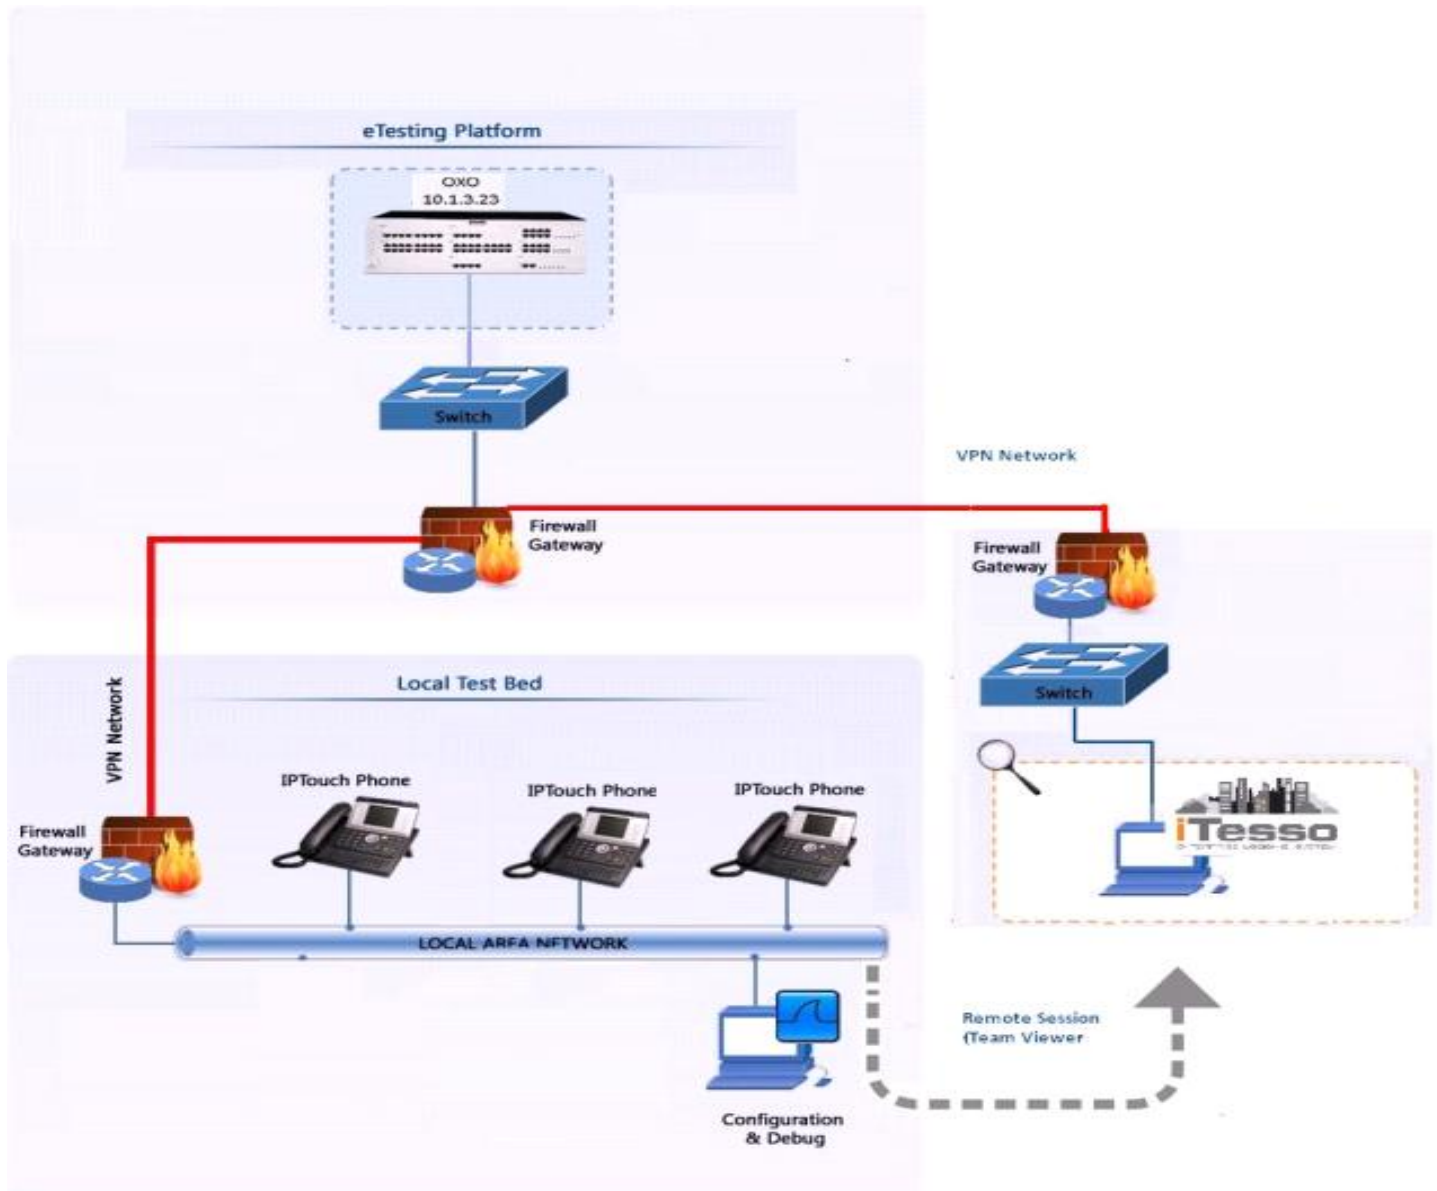 eTesting Platform
OXO
10.1.3.23
Switch
VPN Network
Firewall
Gateway
Firewall
Gateway
Switch
Local Test Bed
VPN Network
IPTouch Phone
IPTouch Phone
IPTouch Phone
iTesso
Firewall
Gateway
LOCAL AREA NETWORK
Remote Session
(Team Viewer
Configuration
& Debug